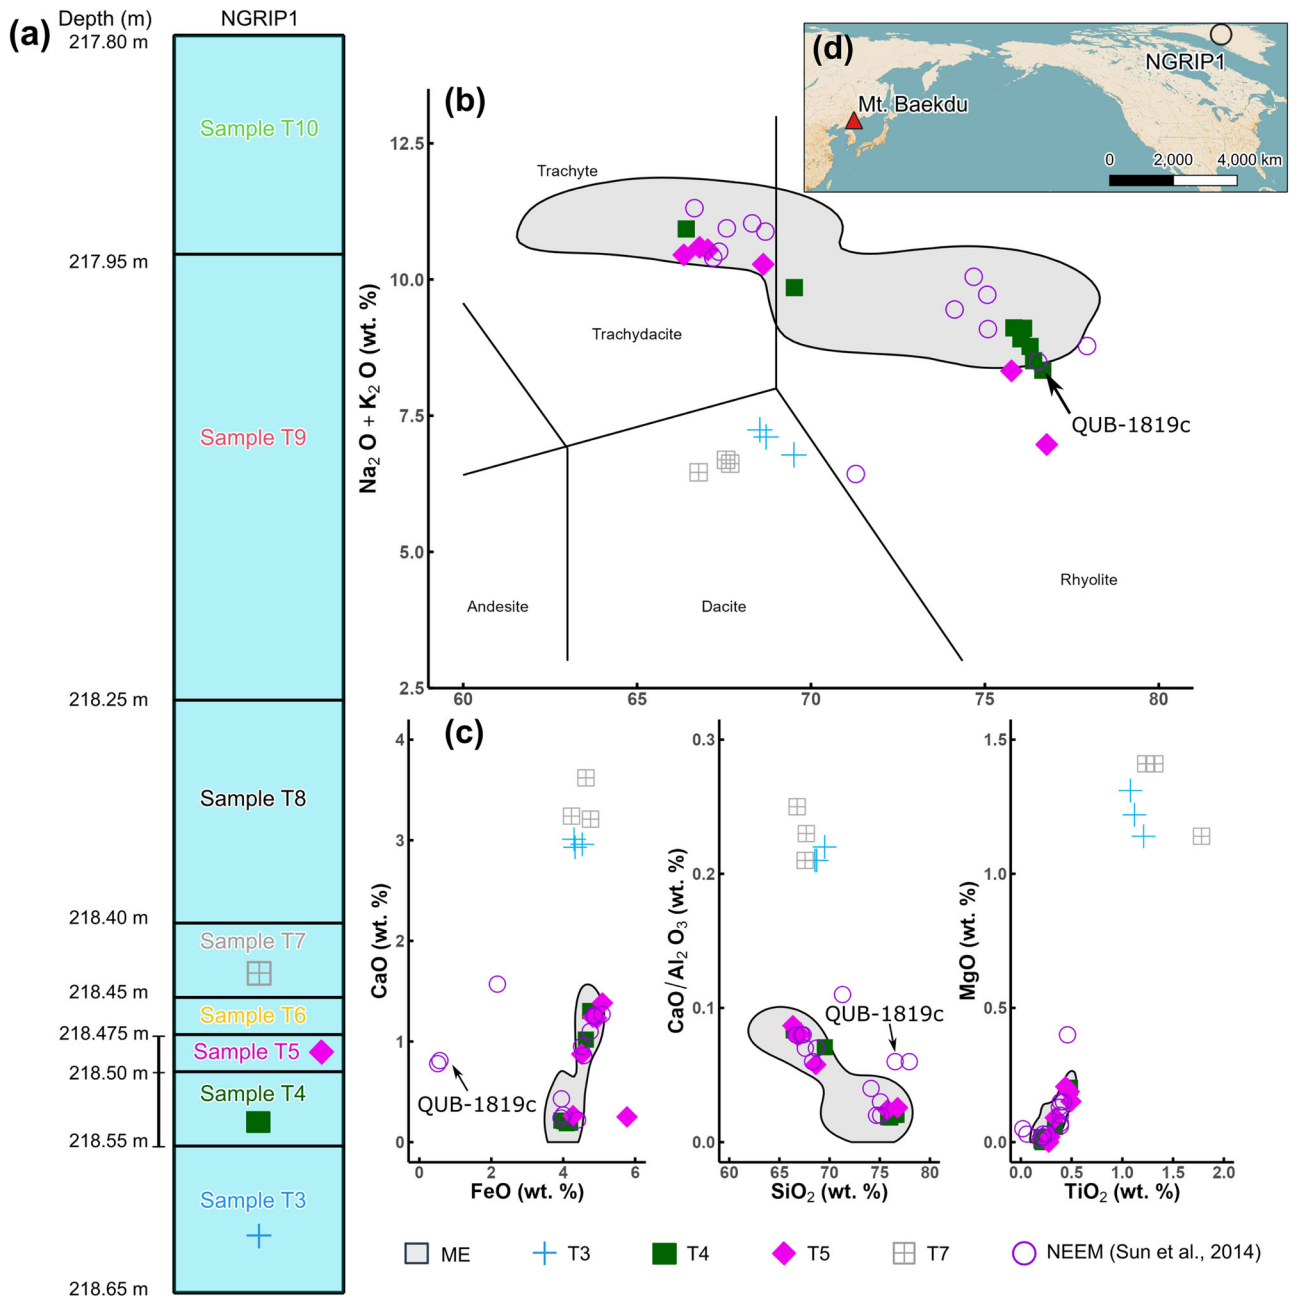 (a)
Depth (m)
NGRIP1
217.80 m
Sample T10
217.95 m
Sample T9
218.25 m
Sample T8
218.40 m
Sample T7
218.45 m
Sample T6
218.475 m
Sample T5
218.50 m
Sample T4
218.55 m
Sample T3
218.65 m
(b)
Na2 O + K2 O (wt. %)
12.5
10.0
7.5
5.0
2.5
60
65
70
75
80
Trachyte
Trachydacite
Andesite
Dacite
Rhyolite
QUB-1819c
(d)
NGRIP1
Mt. Baekdu
0 2,000 4,000 km
(c)
CaO (wt. %)
4
3
2
1
0
QUB-1819c
0 2 4 6
FeO (wt. %)
CaO/Al2 O3 (wt. %)
0.3
0.2
0.1
0.0
QUB-1819c
60 65 70 75 80
SiO2 (wt. %)
MgO (wt. %)
1.5
1.0
0.5
0.0
0.0 0.5 1.0 1.5 2.0
TiO2 (wt. %)
ME T3 T4 T5 T7 NEEM (Sun et al., 2014)